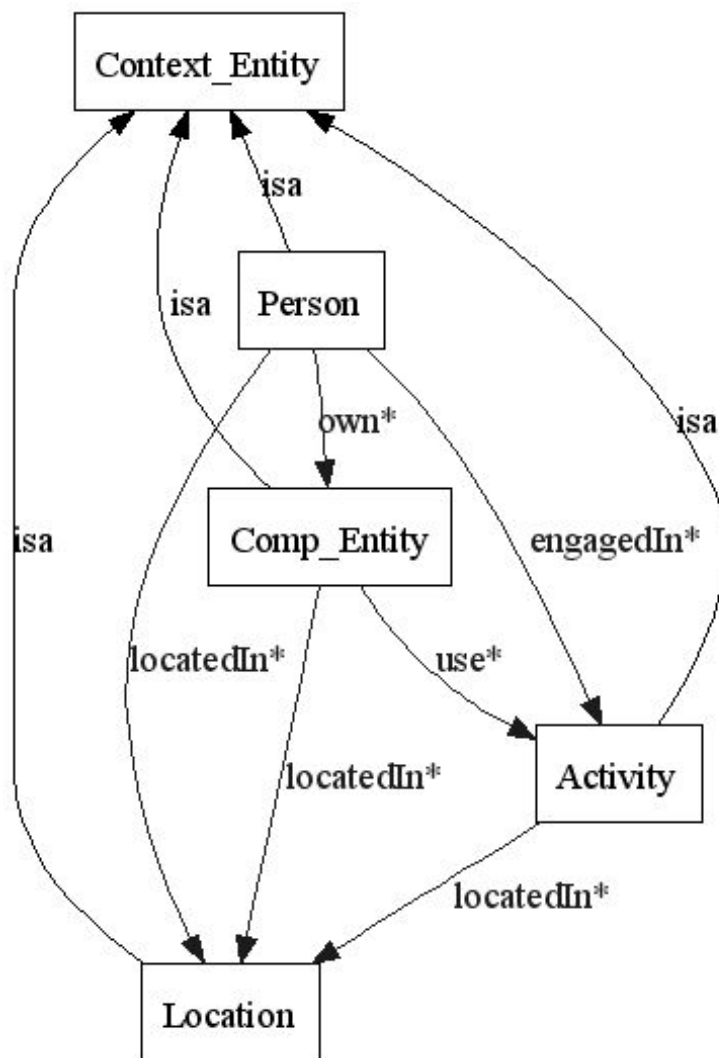 Context_Entity
isa
Person
isa
own*
isa
engagedIn*
isa
Comp_Entity
locatedIn*
use*
locatedIn*
Activity
locatedIn*
Location